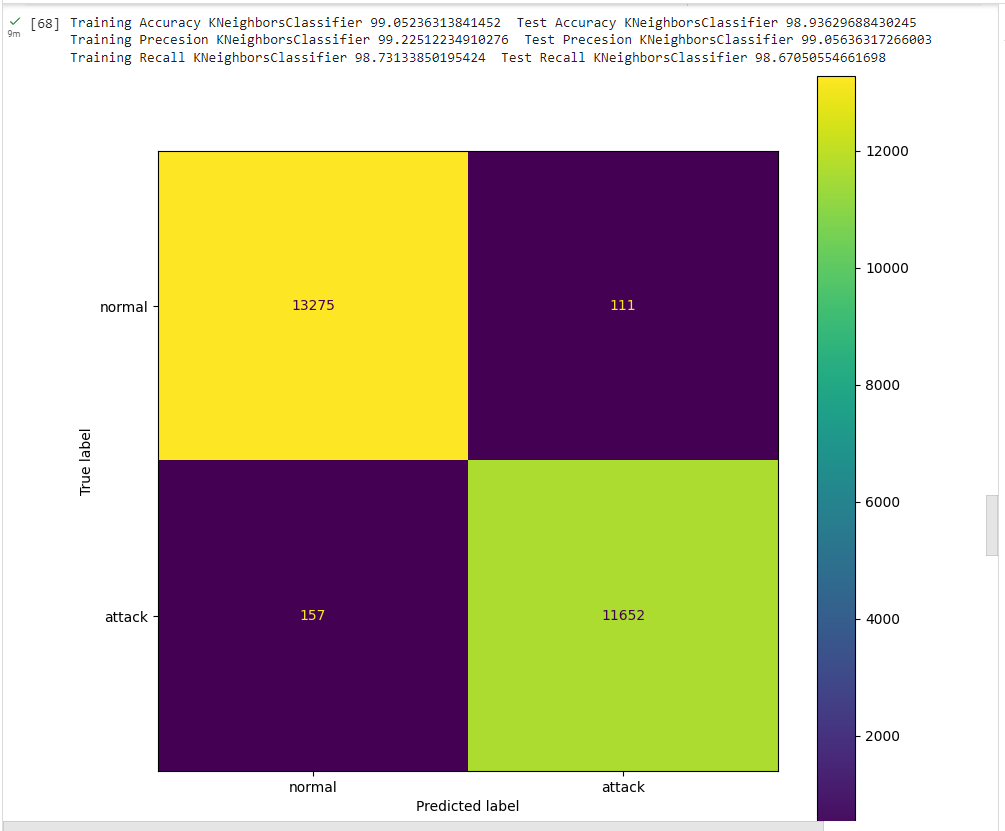 [68] Training Accuracy KNeighborsClassifier 99.05236313841452 Test Accuracy KNeighborsClassifier 98.93629688430245
9m Training Precesion KNeighborsClassifier 99.22512234910276 Test Precesion KNeighborsClassifier 99.05636317266003
Training Recall KNeighborsClassifier 98.73133850195424 Test Recall KNeighborsClassifier 98.67050554661698
12000
10000
normal 13275 111
8000
True label
6000
attack 157 11652
4000
2000
normal attack
Predicted label